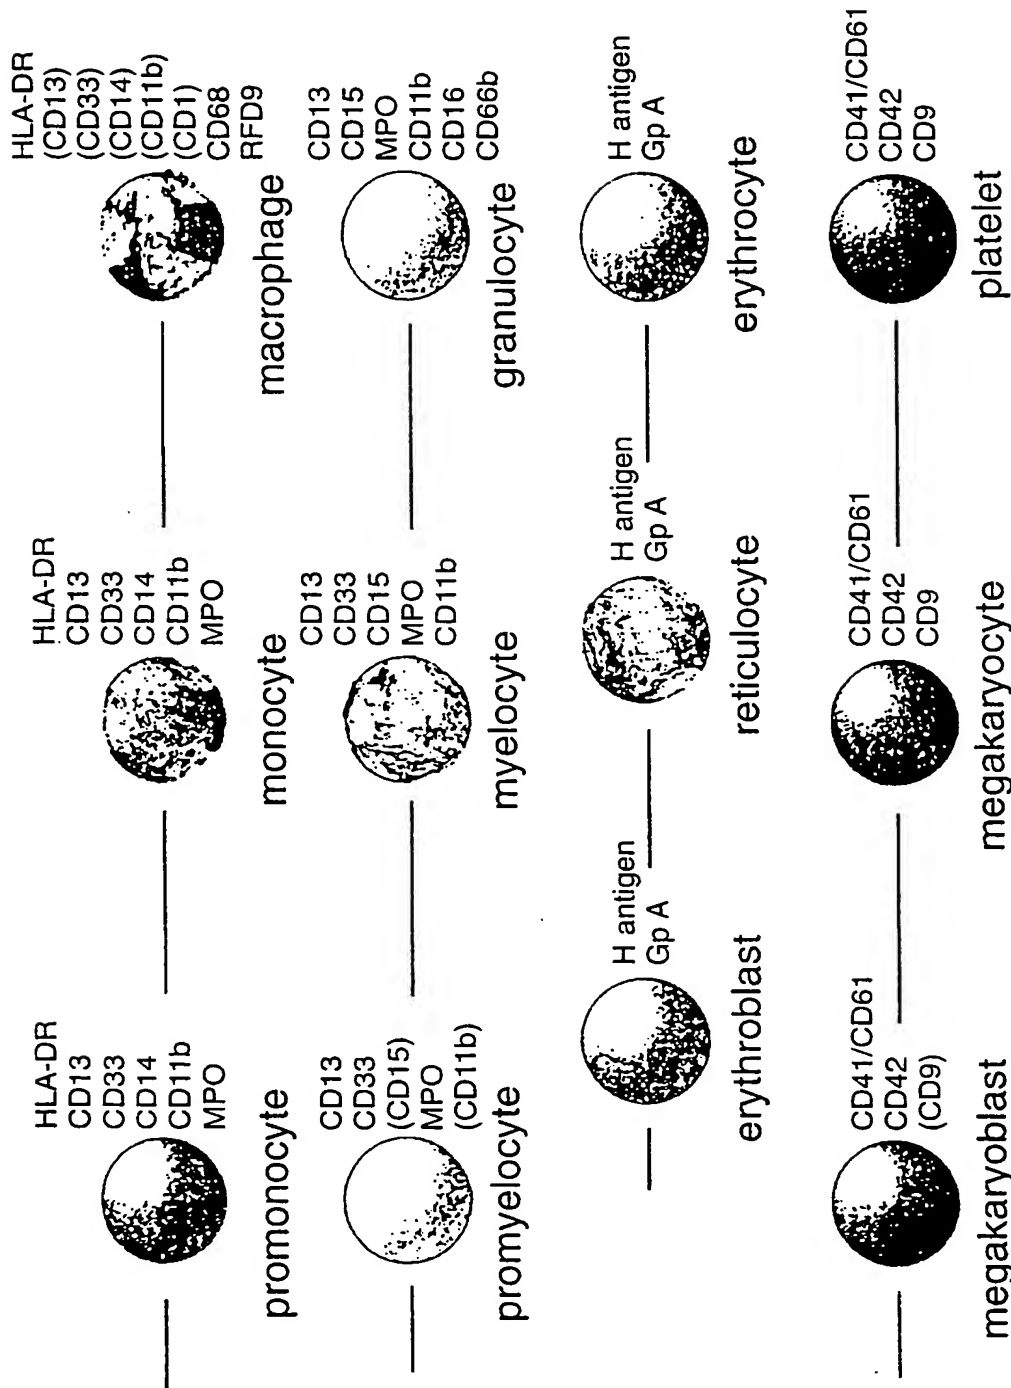 HLA-DR
CD13
CD33
CD14
CD11b
MPO
promonocyte
HLA-DR
CD13
CD33
CD14
CD11b
MPO
monocyte
HLA-DR
(CD13)
(CD33)
(CD14)
(CD11b)
(CD1)
CD68
RFD9
macrophage
CD13
CD33
(CD15)
MPO
(CD11b)
promyelocyte
CD13
CD33
CD15
MPO
CD11b
myelocyte
CD13
CD15
MPO
CD11b
CD16
CD66b
granulocyte
H antigen
Gp A
erythroblast
H antigen
Gp A
reticulocyte
H antigen
Gp A
erythrocyte
CD41/CD61
CD42
(CD9)
megakaryoblast
CD41/CD61
CD42
CD9
megakaryocyte
CD41/CD61
CD42
CD9
platelet